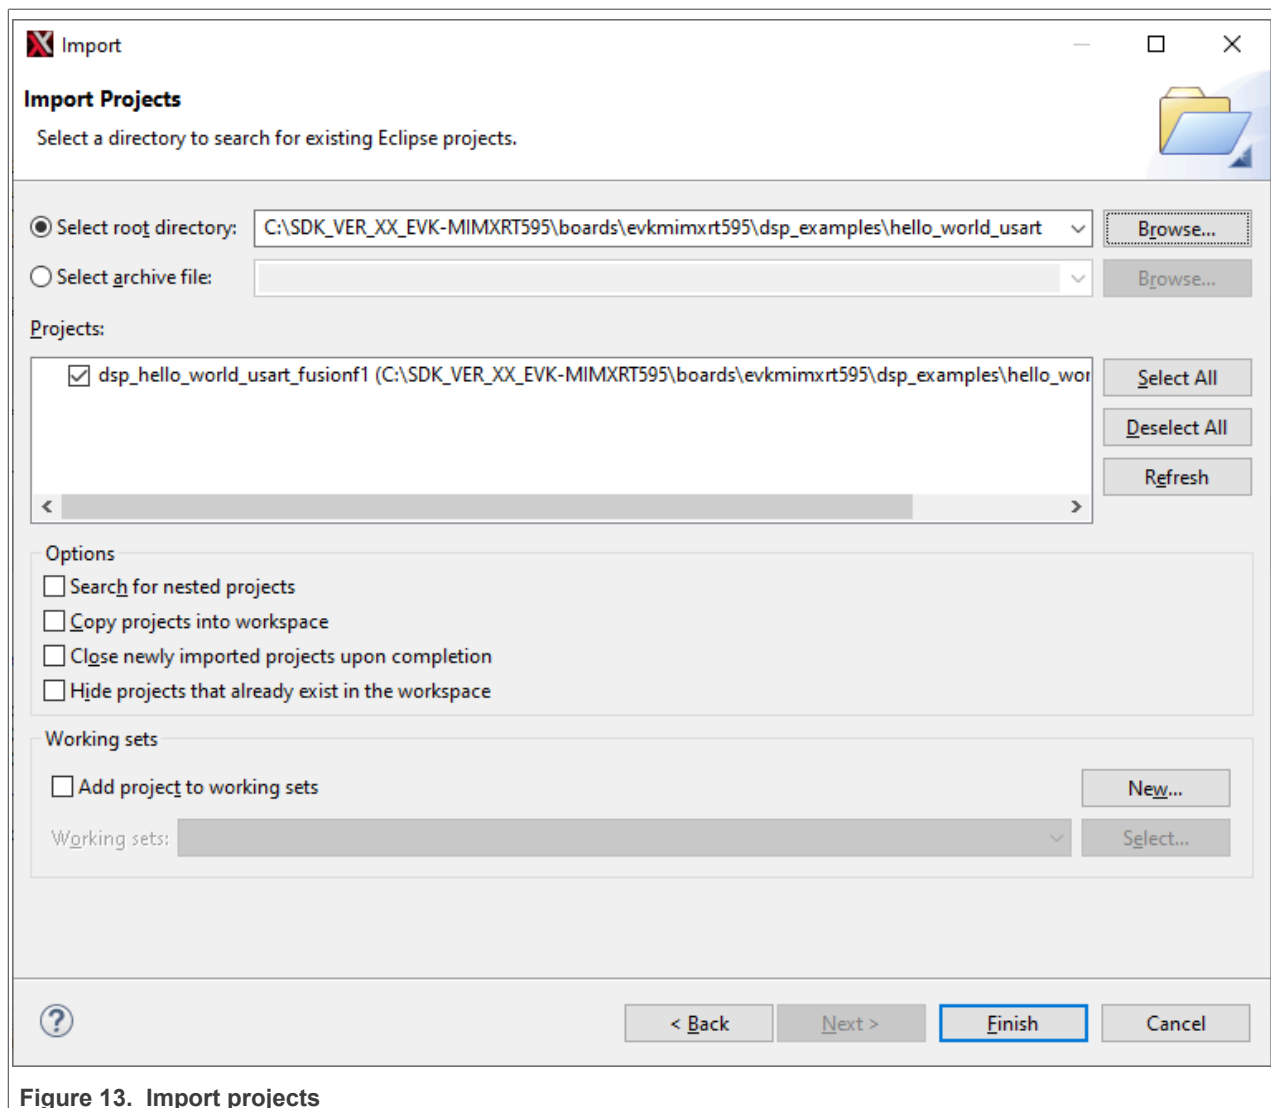 Import
Import Projects
Select a directory to search for existing Eclipse projects.
Select root directory: C:\SDK_VER_XX_EVK-MIMXRT595\boards\evkmimxrt595\dsp_examples\hello_world_usart Browse...
Select archive file: Browse...
Projects:
dsp_hello_world_usart_fusionf1 (C:\SDK_VER_XX_EVK-MIMXRT595\boards\evkmimxrt595\dsp_examples\hello_wor Select All
Deselect All
Refresh
Options
Search for nested projects
Copy projects into workspace
Close newly imported projects upon completion
Hide projects that already exist in the workspace
Working sets
Add project to working sets New...
Working sets: Select...
? < Back Next > Finish Cancel
Figure 13. Import projects